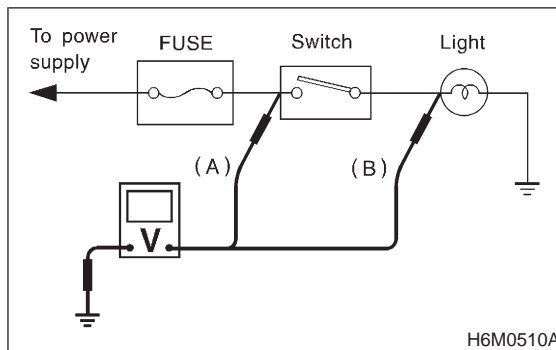 To power
supply
FUSE
Switch
Light
(A)
(B)
V
H6M0510A